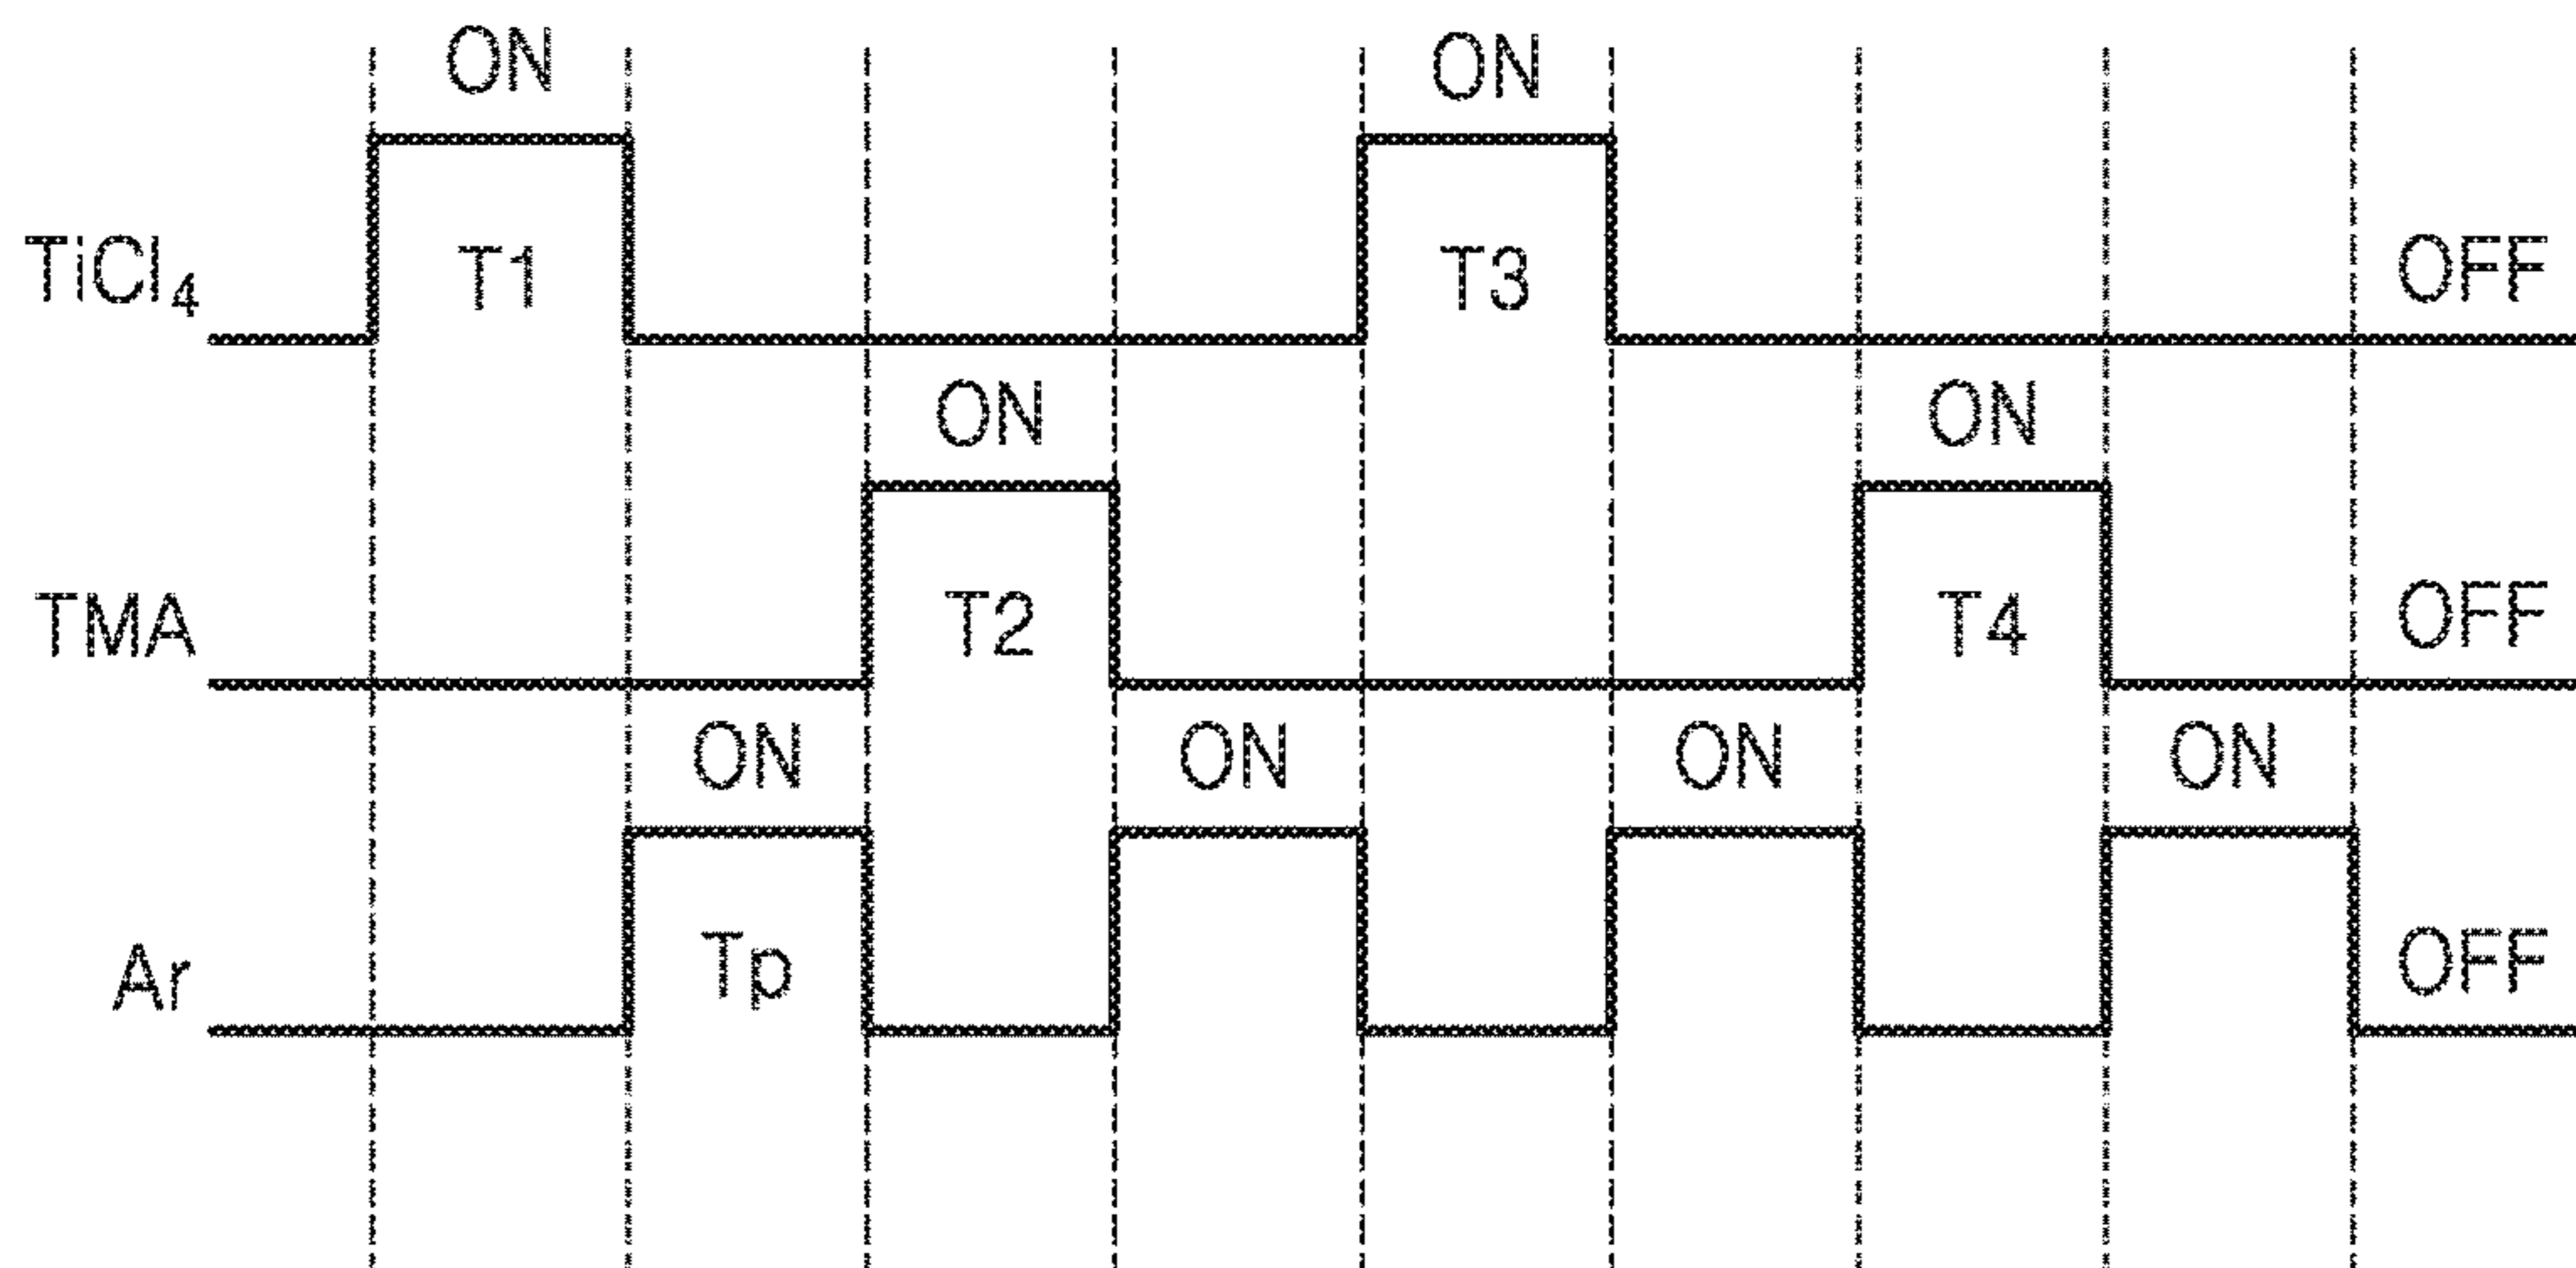 ON ON
TiCl4 T1 T3 OFF
ON ON
TMA T2 T4 OFF
ON ON ON ON
Ar Tp OFF